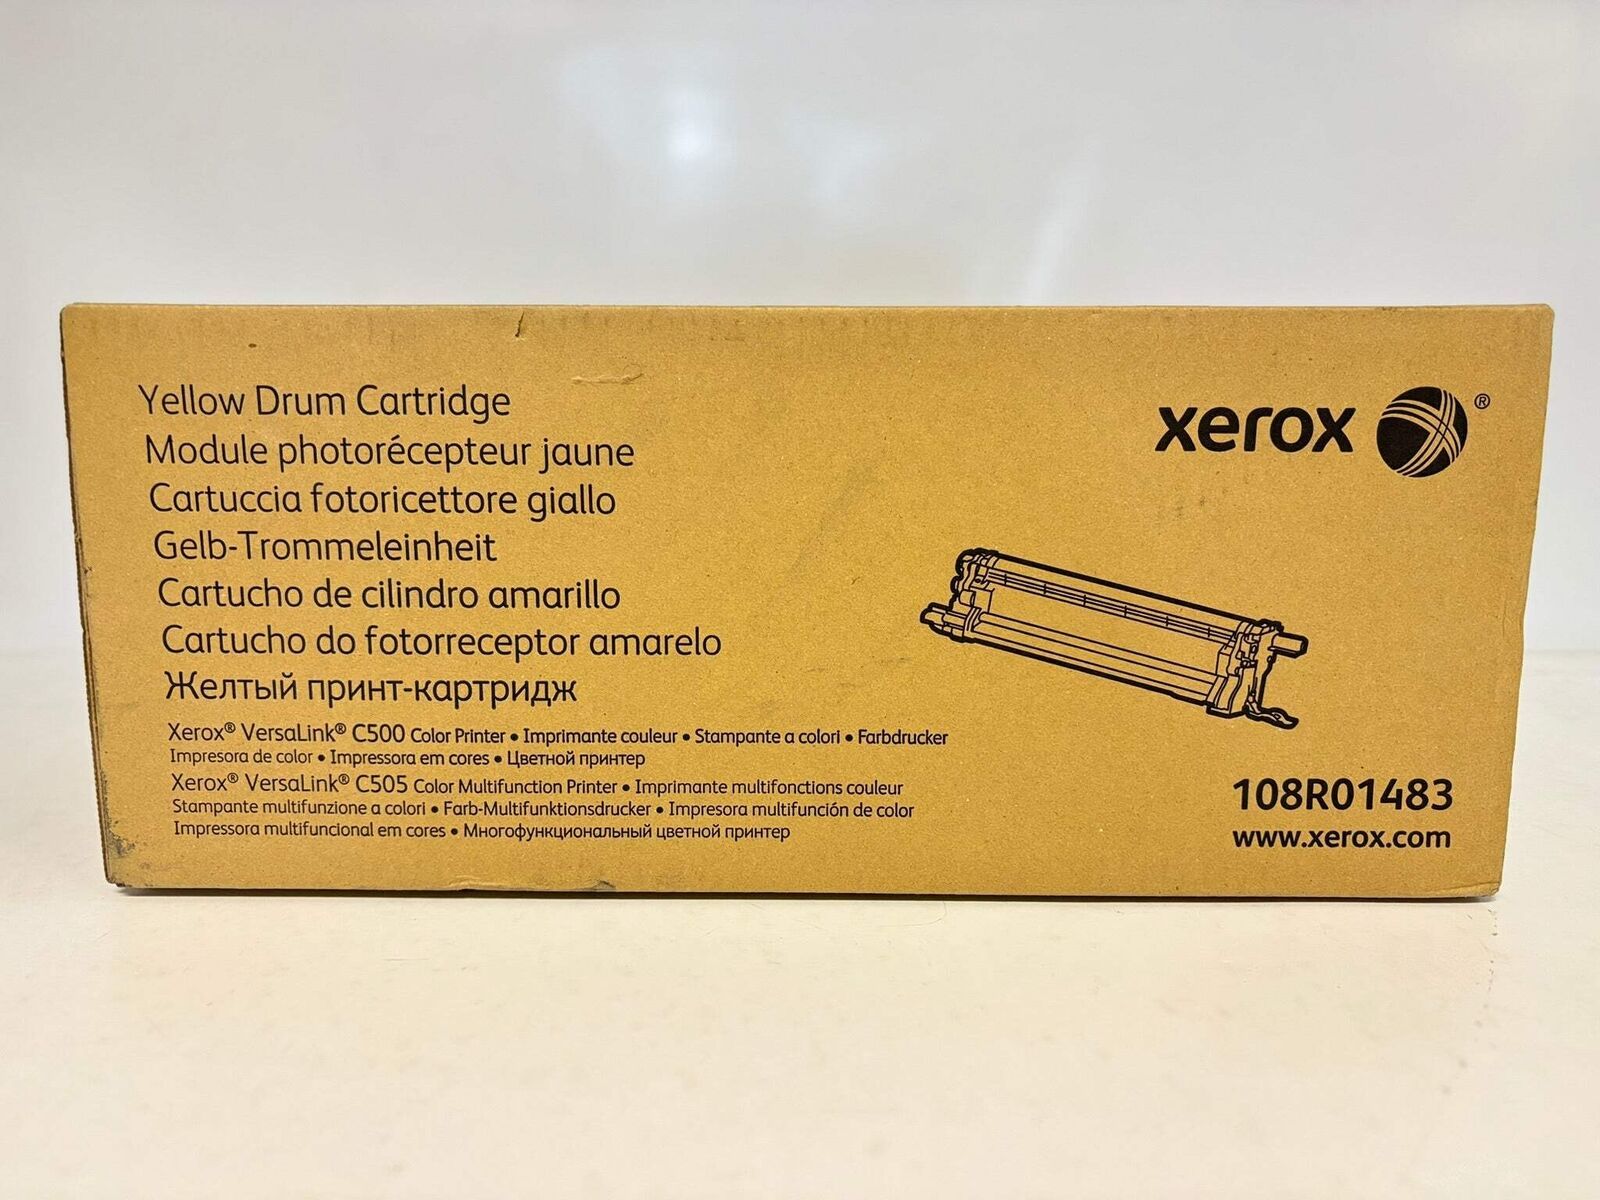 Yellow Drum Cartridge
Module photorécepteur jaune
Cartuccia fotoricettore giallo
Gelb-Trommeleinheit
Cartucho de cilindro amarillo
Cartucho do fotorreceptor amarelo
Желтый принт-картридж
Xerox® VersaLink® C500 Color Printer • Imprimante couleur • Stampante a colori • Farbdrucker
Impresora de color • Impressora em cores • Цветной принтер
Xerox® VersaLink® C505 Color Multifunction Printer • Imprimante multifonctions couleur
Stampante multifunzione a colori • Farb-Multifunktionsdrucker • Impresora multifunción de color
Impressora multifuncional em cores • Многофункциональный цветной принтер
xerox ®
108R01483
www.xerox.com